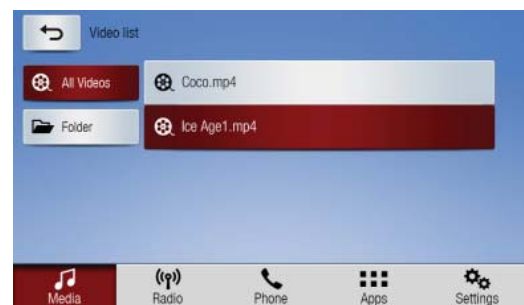 Video list
All Videos
Coco.mp4
Folder
Ice Age1.mp4
Media
Radio
Phone
Apps
Settings